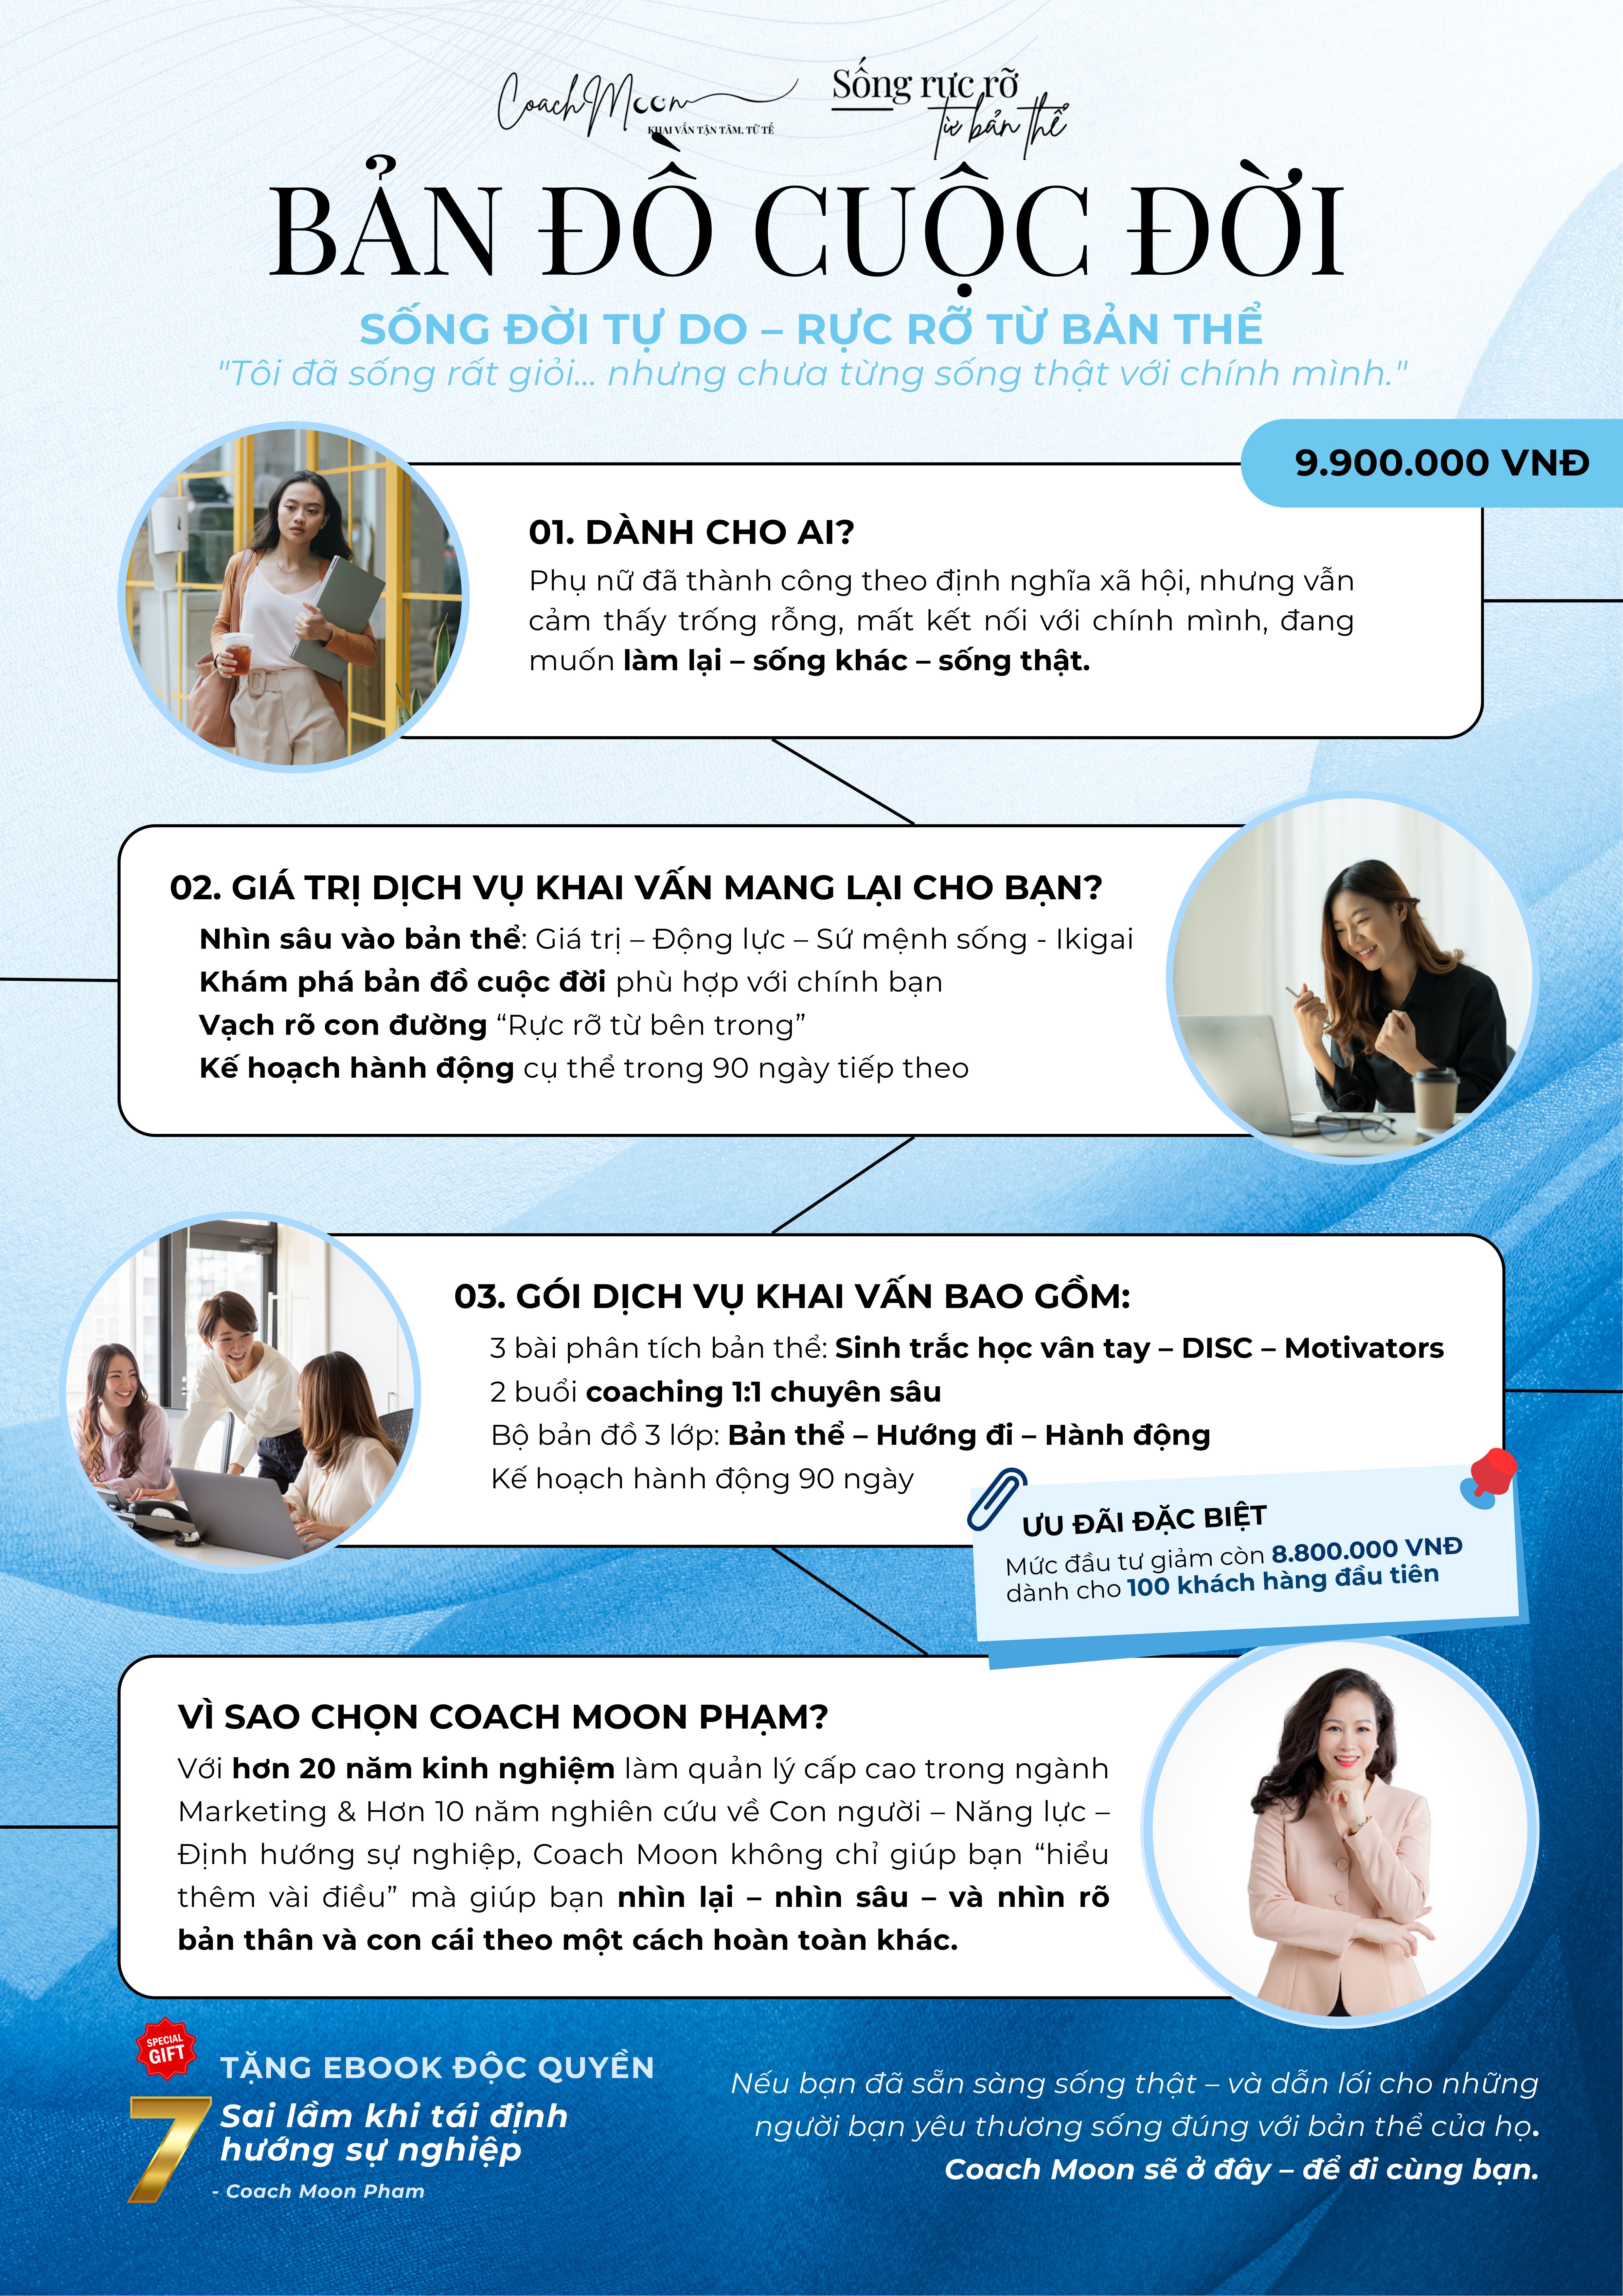 Coach Moon
KHAI VẤN TẬN TÂM, TỬ TẾ
Sống rực rỡ
từ bản thể
BẢN ĐỒ CUỘC ĐỜI
SỐNG ĐỜI TỰ DO – RỰC RỠ TỪ BẢN THỂ
"Tôi đã sống rất giỏi... nhưng chưa từng sống thật với chính mình."
9.900.000 VNĐ
01. DÀNH CHO AI?
Phụ nữ đã thành công theo định nghĩa xã hội, nhưng vẫn
cảm thấy trống rỗng, mất kết nối với chính mình, đang
muốn làm lại – sống khác – sống thật.
02. GIÁ TRỊ DỊCH VỤ KHAI VẤN MANG LẠI CHO BẠN?
Nhìn sâu vào bản thể: Giá trị – Động lực – Sứ mệnh sống - Ikigai
Khám phá bản đồ cuộc đời phù hợp với chính bạn
Vạch rõ con đường “Rực rỡ từ bên trong”
Kế hoạch hành động cụ thể trong 90 ngày tiếp theo
03. GÓI DỊCH VỤ KHAI VẤN BAO GỒM:
3 bài phân tích bản thể: Sinh trắc học vân tay – DISC – Motivators
2 buổi coaching 1:1 chuyên sâu
Bộ bản đồ 3 lớp: Bản thể – Hướng đi – Hành động
Kế hoạch hành động 90 ngày
ƯU ĐÃI ĐẶC BIỆT
Mức đầu tư giảm còn 8.800.000 VNĐ
dành cho 100 khách hàng đầu tiên
VÌ SAO CHỌN COACH MOON PHẠM?
Với hơn 20 năm kinh nghiệm làm quản lý cấp cao trong ngành
Marketing & Hơn 10 năm nghiên cứu về Con người – Năng lực –
Định hướng sự nghiệp, Coach Moon không chỉ giúp bạn “hiểu
thêm vài điều” mà giúp bạn nhìn lại – nhìn sâu – và nhìn rõ
bản thân và con cái theo một cách hoàn toàn khác.
SPECIAL
GIFT
TẶNG EBOOK ĐỘC QUYỀN
7 Sai lầm khi tái định
hướng sự nghiệp
- Coach Moon Pham
Nếu bạn đã sẵn sàng sống thật – và dẫn lối cho những
người bạn yêu thương sống đúng với bản thể của họ.
Coach Moon sẽ ở đây – để đi cùng bạn.